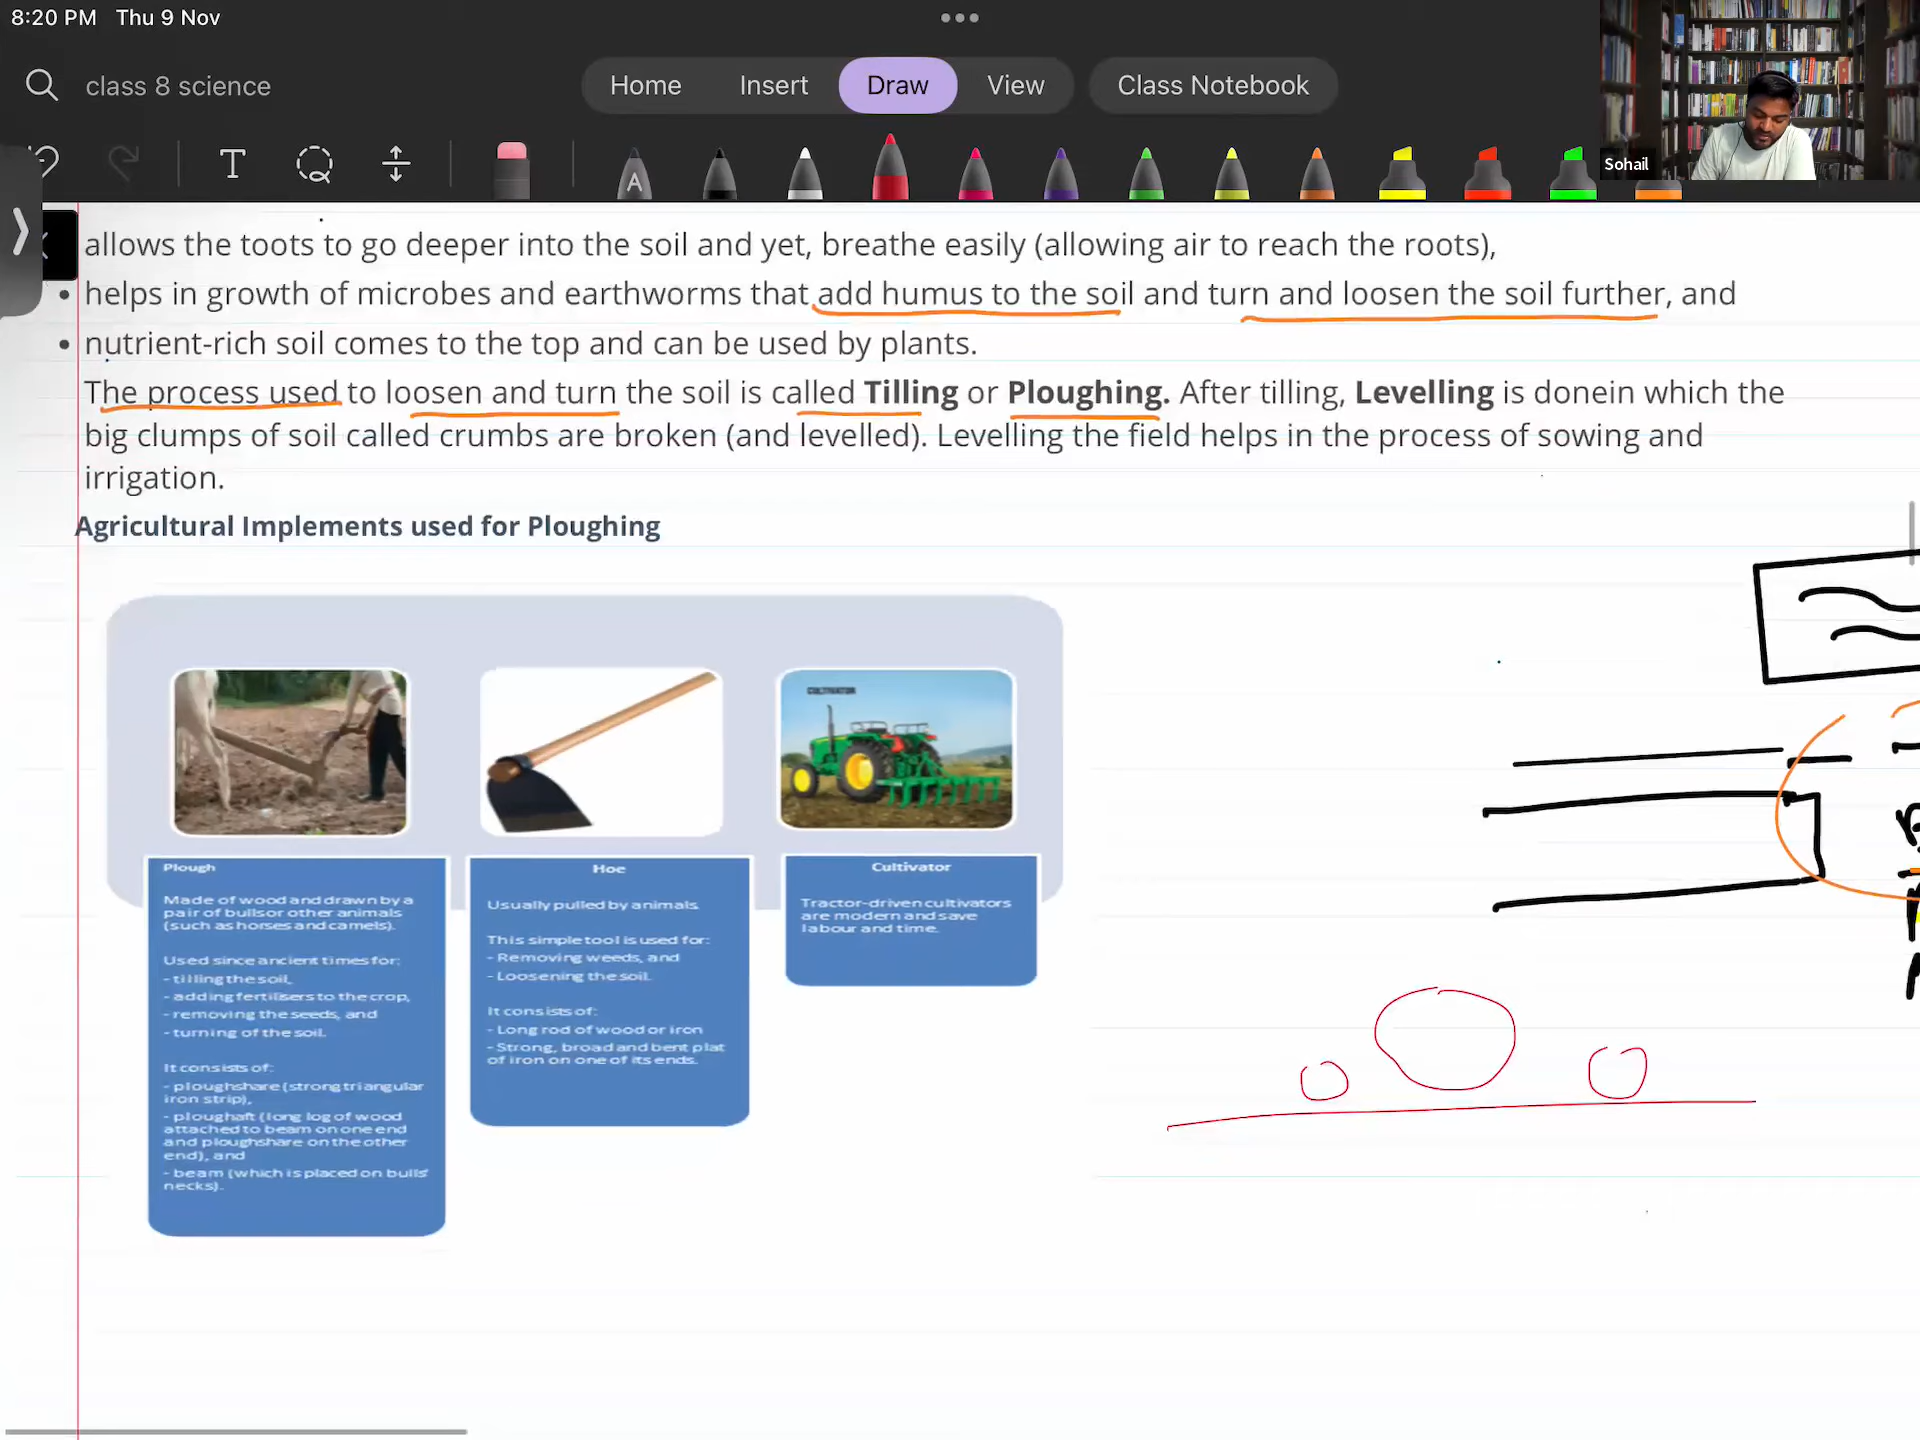 8:20 PM Thu 9 Nov
class 8 science
Home Insert Draw View Class Notebook
T
A
Sohail
allows the toots to go deeper into the soil and yet, breathe easily (allowing air to reach the roots),
• helps in growth of microbes and earthworms that add humus to the soil and turn and loosen the soil further, and
• nutrient-rich soil comes to the top and can be used by plants.
The process used to loosen and turn the soil is called Tilling or Ploughing. After tilling, Levelling is donein which the
big clumps of soil called crumbs are broken (and levelled). Levelling the field helps in the process of sowing and
irrigation.
Agricultural Implements used for Ploughing
CULTIVATOR
Plough
Made of wood and drawn by a
pair of bullsor other animals
(such as horses and camels).
Used since ancient times for:
- tilling the soil,
- adding fertilisers to the crop,
- removing the seeds, and
- turning of the soil.
It consists of:
- ploughshare (strong triangular
iron strip),
- ploughaft (long log of wood
attached to beam on one end
and ploughshare on the other
end), and
- beam (which is placed on bulls'
necks).
Hoe
Usually pulled by animals.
This simple tool is used for:
- Removing weeds, and
- Loosening the soil.
It consists of:
- Long rod of wood or iron
- Strong, broad and bent plat
of iron on one of its ends.
Cultivator
Tractor-driven cultivators
are modern and save
labour and time.